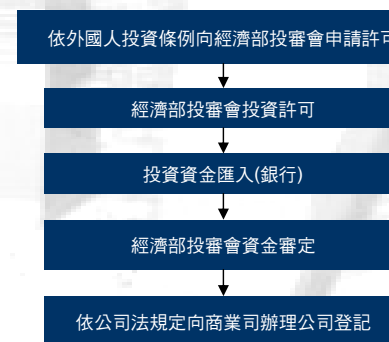 依外國人投資條例向經濟部投審會申請許可
經濟部投審會投資許可
投資資金匯入(銀行)
經濟部投審會資金審定
依公司法規定向商業司辦理公司登記